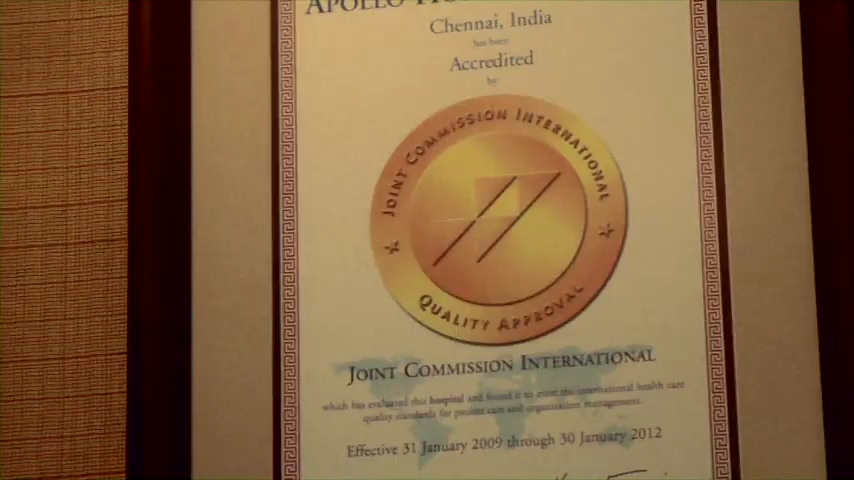 APOLLO
Chennai, India
has been
Accredited
by
JOINT COMMISSION INTERNATIONAL
QUALITY APPROVAL
JOINT COMMISSION INTERNATIONAL
which has evaluated this hospital and found it to meet the international health care
quality standards for patient care and organization management.
Effective 31 January 2009 through 30 January 2012